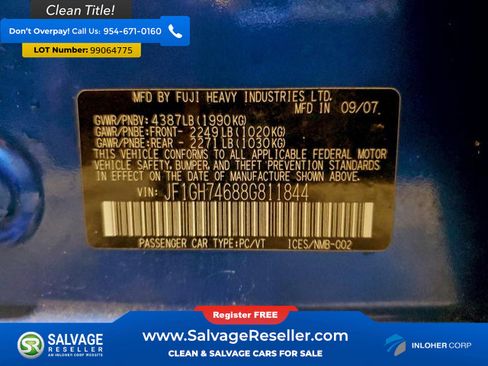 Clean Title!
Don't Overpay! Call Us: 954-671-0160
LOT Number: 99064775
MFD BY FUJI HEAVY INDUSTRIES LTD.
MFD IN 09/07
GVWR/PNBV: 4387LB(1990KG)
GAWR/PNBE:FRONT- 2249LB(1020KG)
GAWR/PNBE:REAR - 2271LB(1030KG)
THIS VEHICLE CONFORMS TO ALL APPLICABLE FEDERAL MOTOR
VEHICLE SAFETY, BUMPER AND THEFT PREVENTION STANDARDS
IN EFFECT ON THE DATE OF MANUFACTURE SHOWN ABOVE.
VIN: JF1GH74688G811844
PASSENGER CAR TYPE:PC/VT ICES/NMB-002
Register FREE
SALVAGE
RESELLER
AN INLOHER CORP WEBSITE
www.SalvageReseller.com
CLEAN & SALVAGE CARS FOR SALE
INLOHER CORP